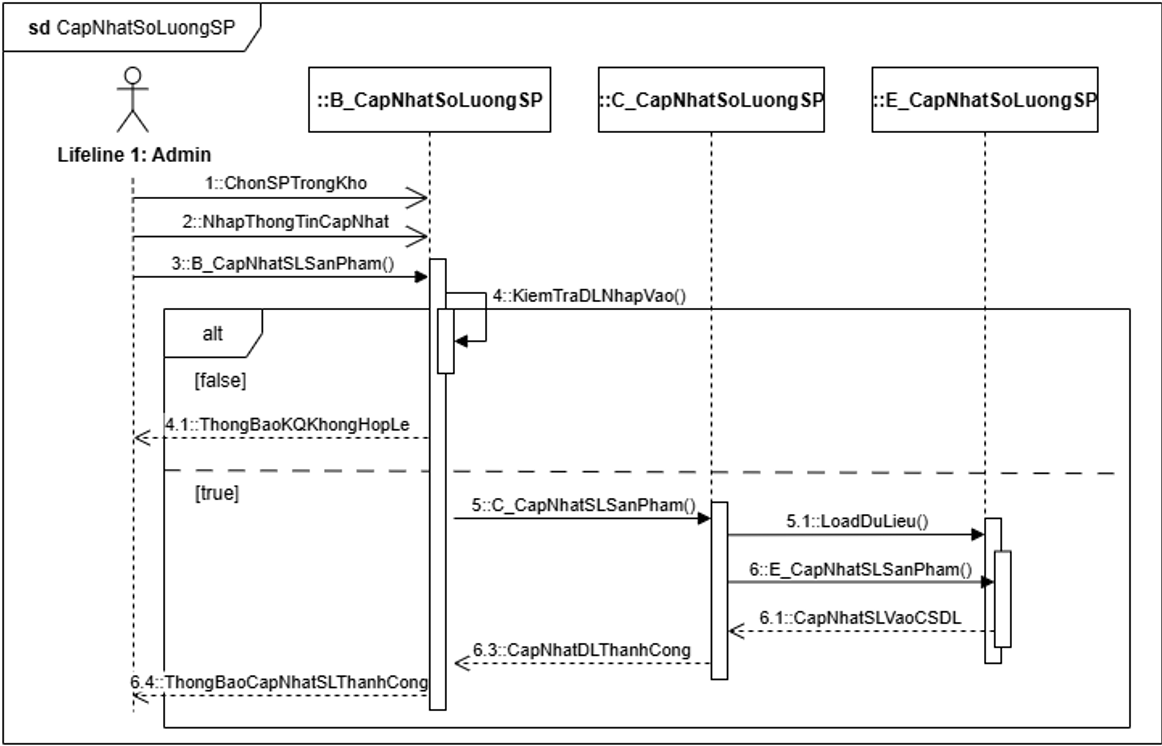 sd CapNhatSoLuongSP
::B_CapNhatSoLuongSP
::C_CapNhatSoLuongSP
::E_CapNhatSoLuongSP
Lifeline 1: Admin
1::ChonSPTrongKho
2::NhapThongTinCapNhat
3::B_CapNhatSLSanPham()
4::KiemTraDLNhapVao()
alt
[false]
4.1::ThongBaoKQKhongHopLe
[true]
5::C_CapNhatSLSanPham()
5.1::LoadDuLieu()
6::E_CapNhatSLSanPham()
6.1::CapNhatSLVaoCSDL
6.3::CapNhatDLThanhCong
6.4::ThongBaoCapNhatSLThanhCong